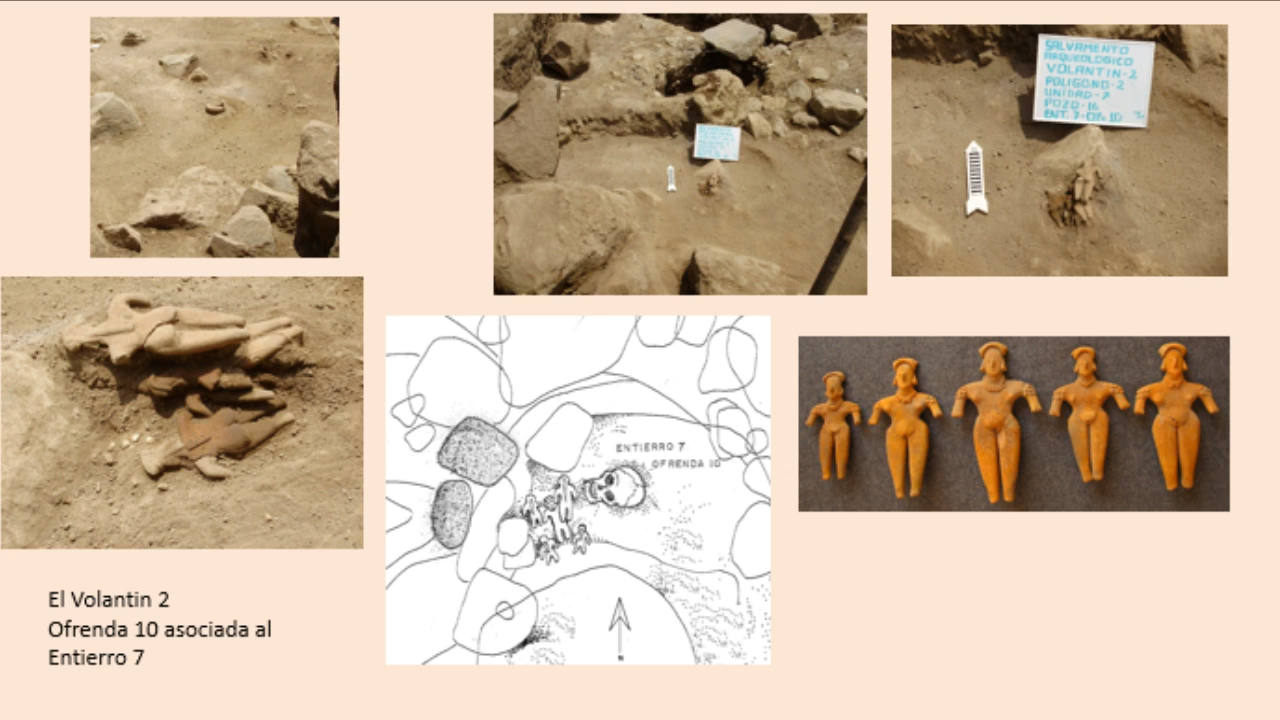 SALVAMENTO
ARQUEOLOGICO
VOLANTIN-2
POLIGONO-2
UNIDAD-7
POZO-16
ENT. 7-OF. 10
ENTIERRO 7
OFRENDA 10
N
El Volantin 2
Ofrenda 10 asociada al
Entierro 7